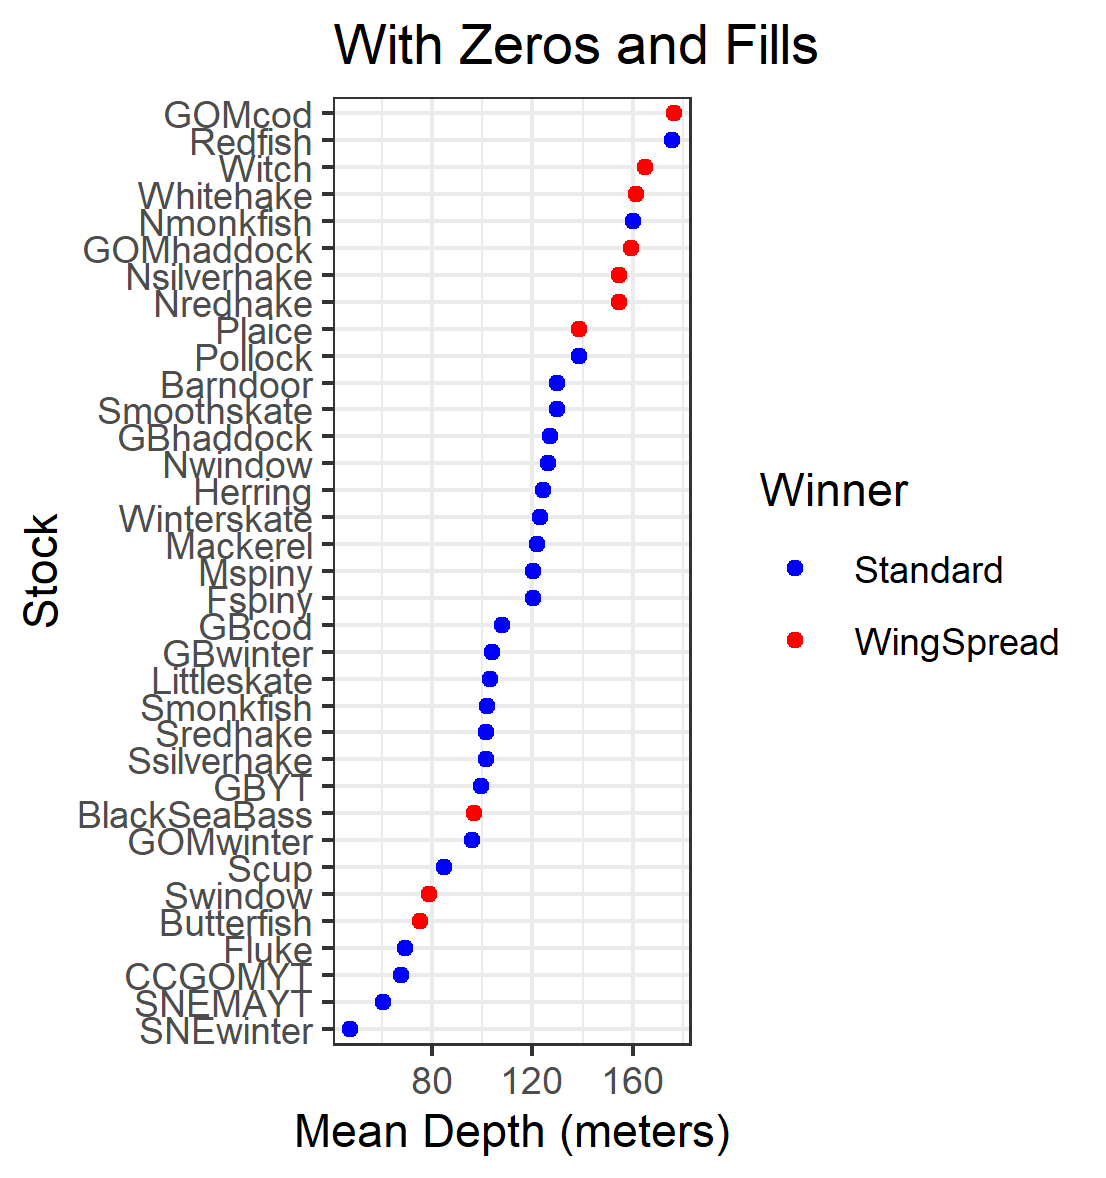 With Zeros and Fills
GOMcod
Redfish
Witch
Whitehake
Nmonkfish
GOMhaddock
Nsilverhake
Nredhake
Plaice
Pollock
Barndoor
Smoothskate
GBhaddock
Nwindow
Herring
Winterskate
Mackerel
Mspiny
Fspiny
GBcod
GBwinter
Littleskate
Smonkfish
Sredhake
Ssilverhake
GBYT
BlackSeaBass
GOMwinter
Scup
Swindow
Butterfish
Fluke
CCGOMYT
SNEMAYT
SNEwinter
Stock
80 120 160
Mean Depth (meters)
Winner
Standard
WingSpread